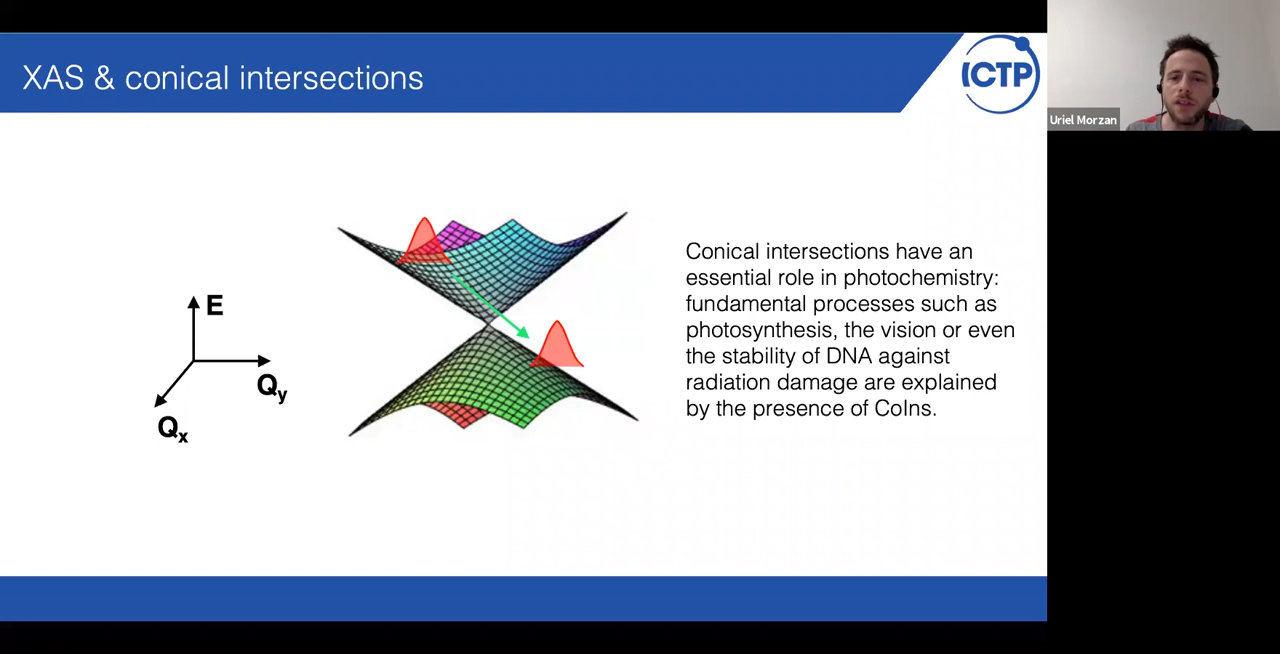 XAS & conical intersections
ICTP
Uriel Morzan
Conical intersections have an
essential role in photochemistry:
fundamental processes such as
photosynthesis, the vision or even
the stability of DNA against
radiation damage are explained
by the presence of CoIns.
E
Qy
Qx